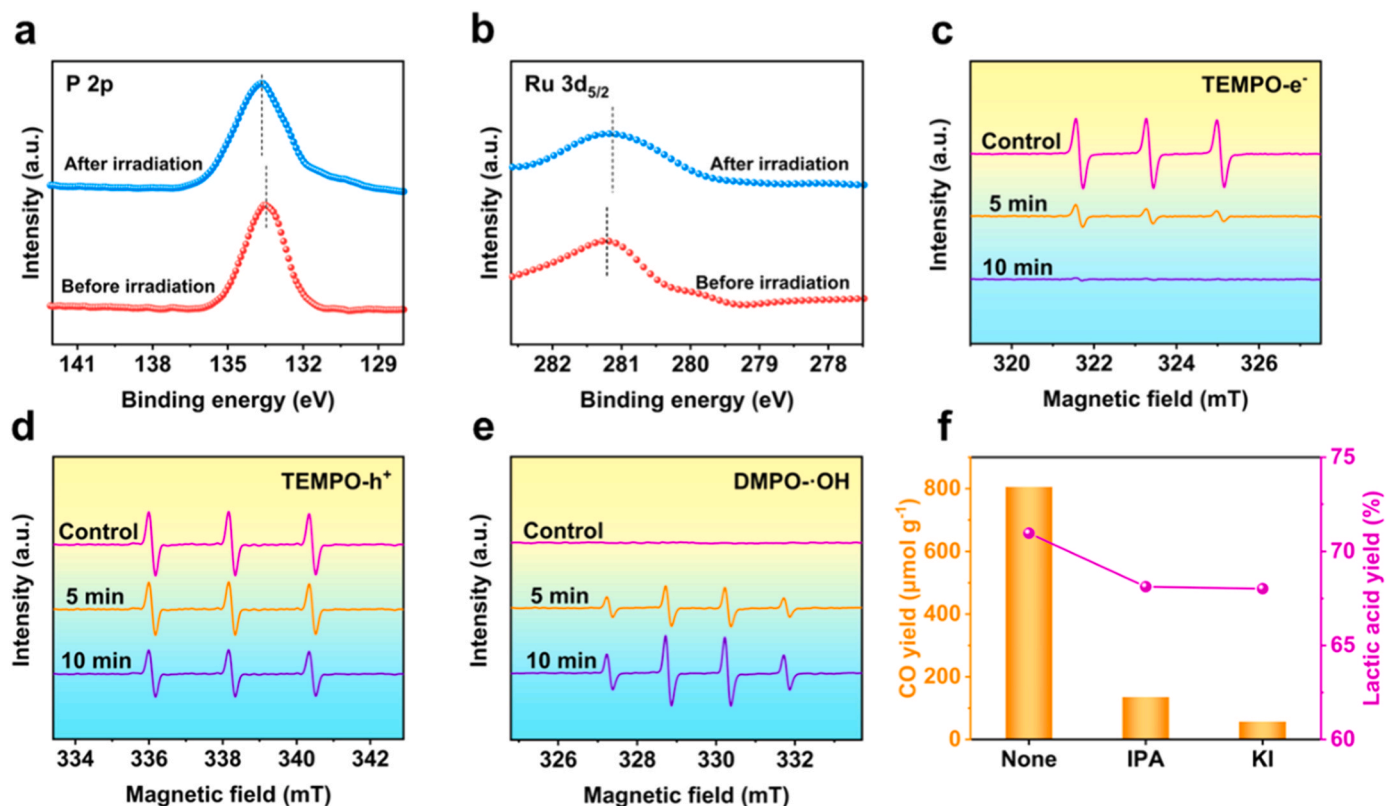 a
P 2p
After irradiation
Before irradiation
Intensity (a.u.)
141 138 135 132 129
Binding energy (eV)
b
Ru 3d5/2
After irradiation
Before irradiation
Intensity (a.u.)
282 281 280 279 278
Binding energy (eV)
c
TEMPO-e-
Control
5 min
10 min
Intensity (a.u.)
320 322 324 326
Magnetic field (mT)
d
TEMPO-h+
Control
5 min
10 min
Intensity (a.u.)
334 336 338 340 342
Magnetic field (mT)
e
DMPO-·OH
Control
5 min
10 min
Intensity (a.u.)
326 328 330 332
Magnetic field (mT)
f
CO yield (μmol g-1)
800
600
400
200
0
None IPA KI
75
70
65
60
Lactic acid yield (%)